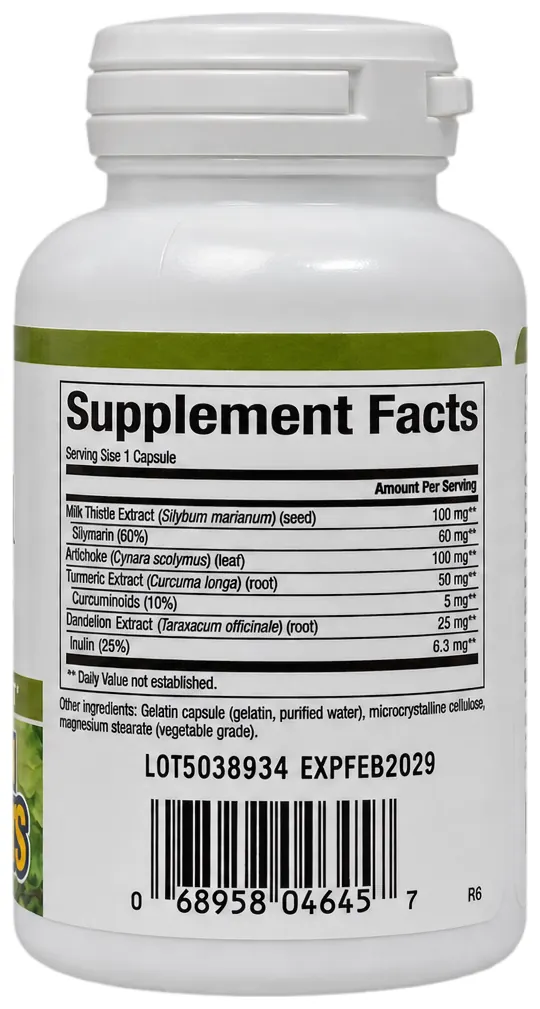 Supplement Facts
Serving Sise 1 Capsule
Amount Per Serving
Milk Thistle Extract (Silybum marianum) (seed) 100 mg**
Silymarin (60%) 60 mg**
Artichoke (Cynara scolymus) (leaf) 100 mg**
Turmeric Extract (Curcuma longa) (root) 50 mg**
Curcuminoids (10%) 5 mg**
Dandelion Extract (Taraxacum officinale) (root) 25 mg**
Inulin (25%) 6.3 mg**
** Daily Value not established.
Other ingredients: Gelatin capsule (gelatin, purified water), microcrystalline cellulose,
magnesium stearate (vegetable grade).
LOT5038934 EXPFEB2029
0 68958 04645 7
R6